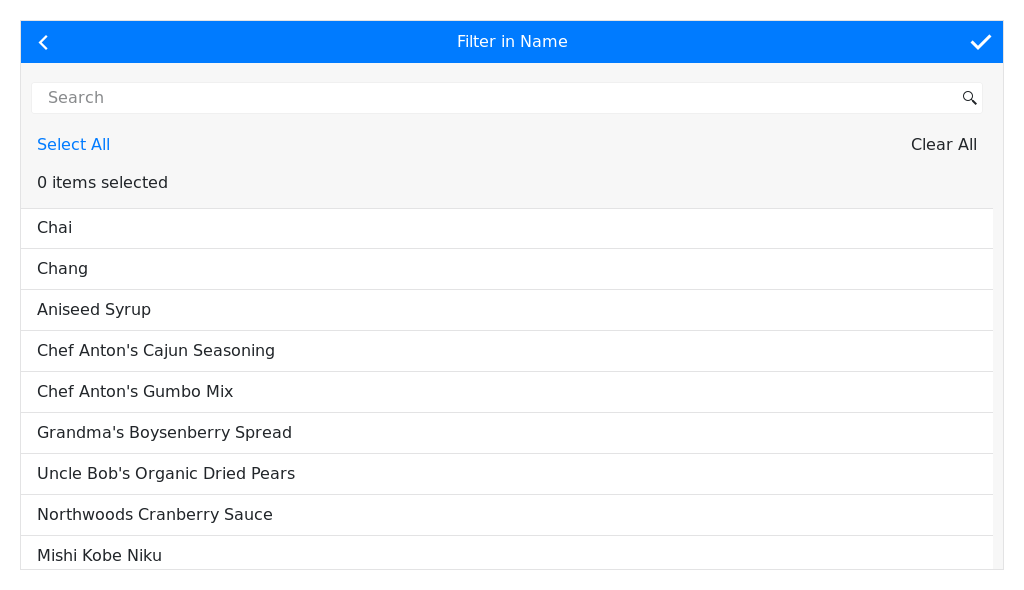 Filter in Name
Search
Select All
Clear All
0 items selected
Chai
Chang
Aniseed Syrup
Chef Anton's Cajun Seasoning
Chef Anton's Gumbo Mix
Grandma's Boysenberry Spread
Uncle Bob's Organic Dried Pears
Northwoods Cranberry Sauce
Mishi Kobe Niku